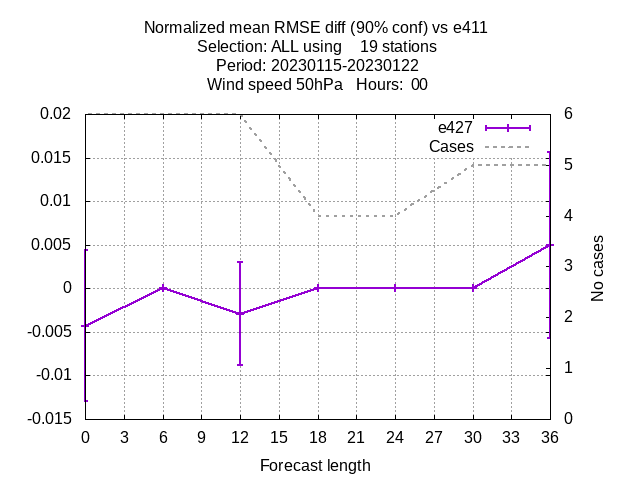 Normalized mean RMSE diff (90% conf) vs e411
Selection: ALL using    19 stations
Period: 20230115-20230122
Wind speed 50hPa   Hours:  00
0.02
0.015
0.01
0.005
0
-0.005
-0.01
-0.015
e427
Cases
6
5
4
3
2
1
0
No cases
0 3 6 9 12 15 18 21 24 27 30 33 36
Forecast length